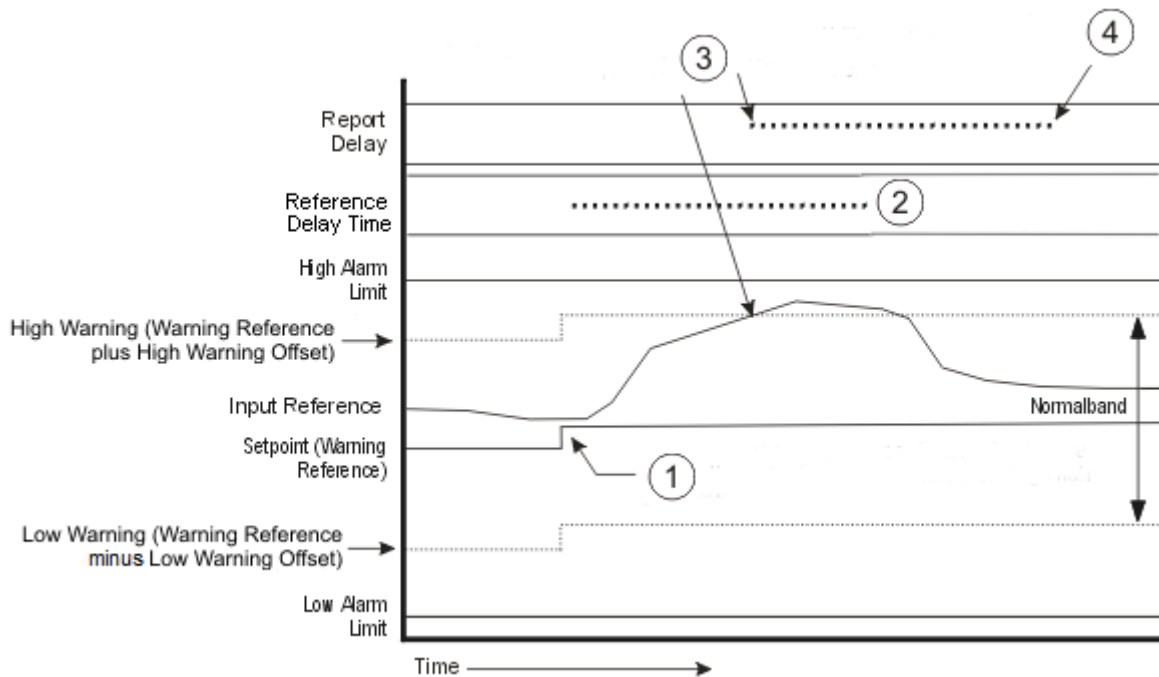 3
4
Report
Delay
Reference
Delay Time
2
High Alarm
Limit
High Warning (Warning Reference
plus High Warning Offset)
Input Reference
Normalband
Setpoint (Warning
Reference)
1
Low Warning (Warning Reference
minus Low Warning Offset)
Low Alarm
Limit
Time